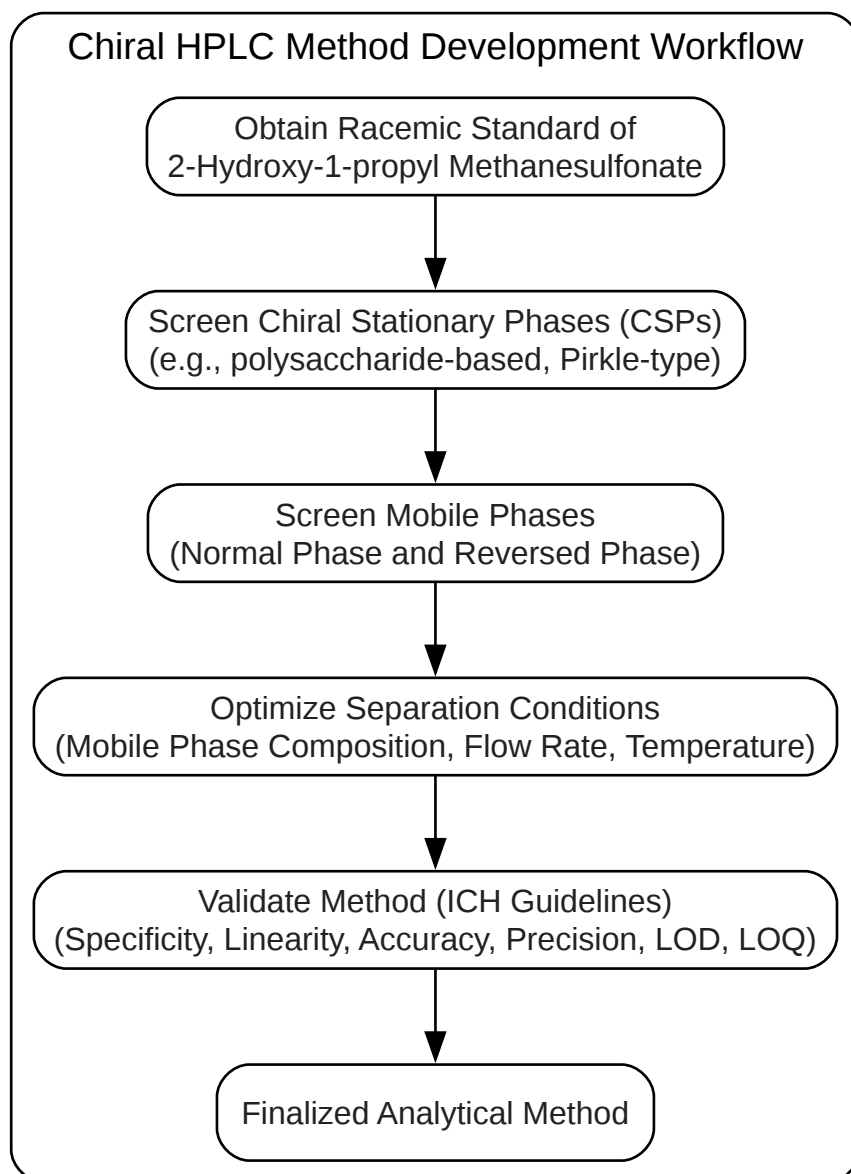 Chiral HPLC Method Development Workflow
Obtain Racemic Standard of
2-Hydroxy-1-propyl Methanesulfonate
Screen Chiral Stationary Phases (CSPs)
(e.g., polysaccharide-based, Pirkle-type)
Screen Mobile Phases
(Normal Phase and Reversed Phase)
Optimize Separation Conditions
(Mobile Phase Composition, Flow Rate, Temperature)
Validate Method (ICH Guidelines)
(Specificity, Linearity, Accuracy, Precision, LOD, LOQ)
Finalized Analytical Method